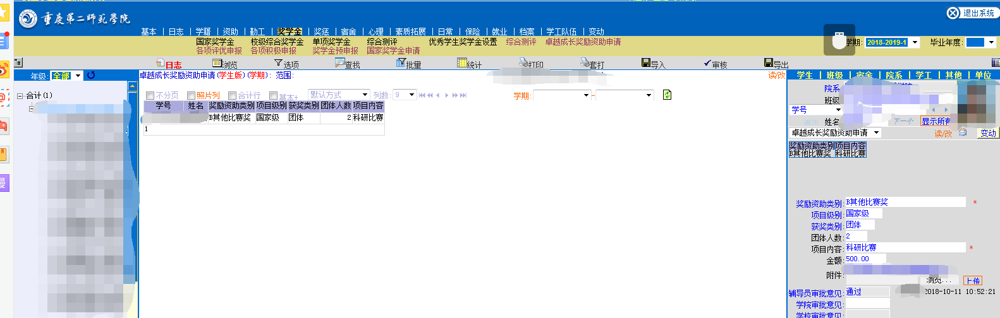 重庆第二师范學院
退出系统
基本 | 日志 | 学籍 | 资助 | 勤工 | 奖学金 | 奖惩 | 宿舍 | 心理 | 素质拓展 | 日常 | 保险 | 就业 | 档案 | 学工队伍 | 变动
国家奖学金 校级综合奖学金 单项奖学金 综合测评 优秀学生奖学金设置 综合测评 卓越成长奖励资助申请
学期: 2018-2019-1 毕业年度:
各项评优申报 各项积极申报 奖学金预申报 国家奖学金申请
日志 浏览 选项 查找 批量 统计 打印 套打 导入 审核 导出
年级: 全部
卓越成长奖励资助申请(学生版)(学期): 范围:
读/改
学生 | 班级 | 宿舍 | 院系 | 学工 | 其他 | 单位
合计(1)
不分页 照片列 合计行 基本+ 默认方式 列数: 9
学期: -
学号 姓名 奖励资助类别 项目级别 获奖类别 团体人数 项目内容
B其他比赛奖 国家级 团体 2 科研比赛
1
院系
班级
学号
姓名 下一个 显示所有
卓越成长奖励资助申请 读/改 变动
奖励资助类别 项目内容
B其他比赛奖 科研比赛
奖励资助类别: B其他比赛奖 *
项目级别: 国家级
获奖类别: 团体
团体人数: 2
项目内容: 科研比赛 *
金额: 500.00
附件:
浏览... 上传
辅导员审批意见: 通过 2018-10-11 10:52:21
学院审批意见:
学校审批意见: